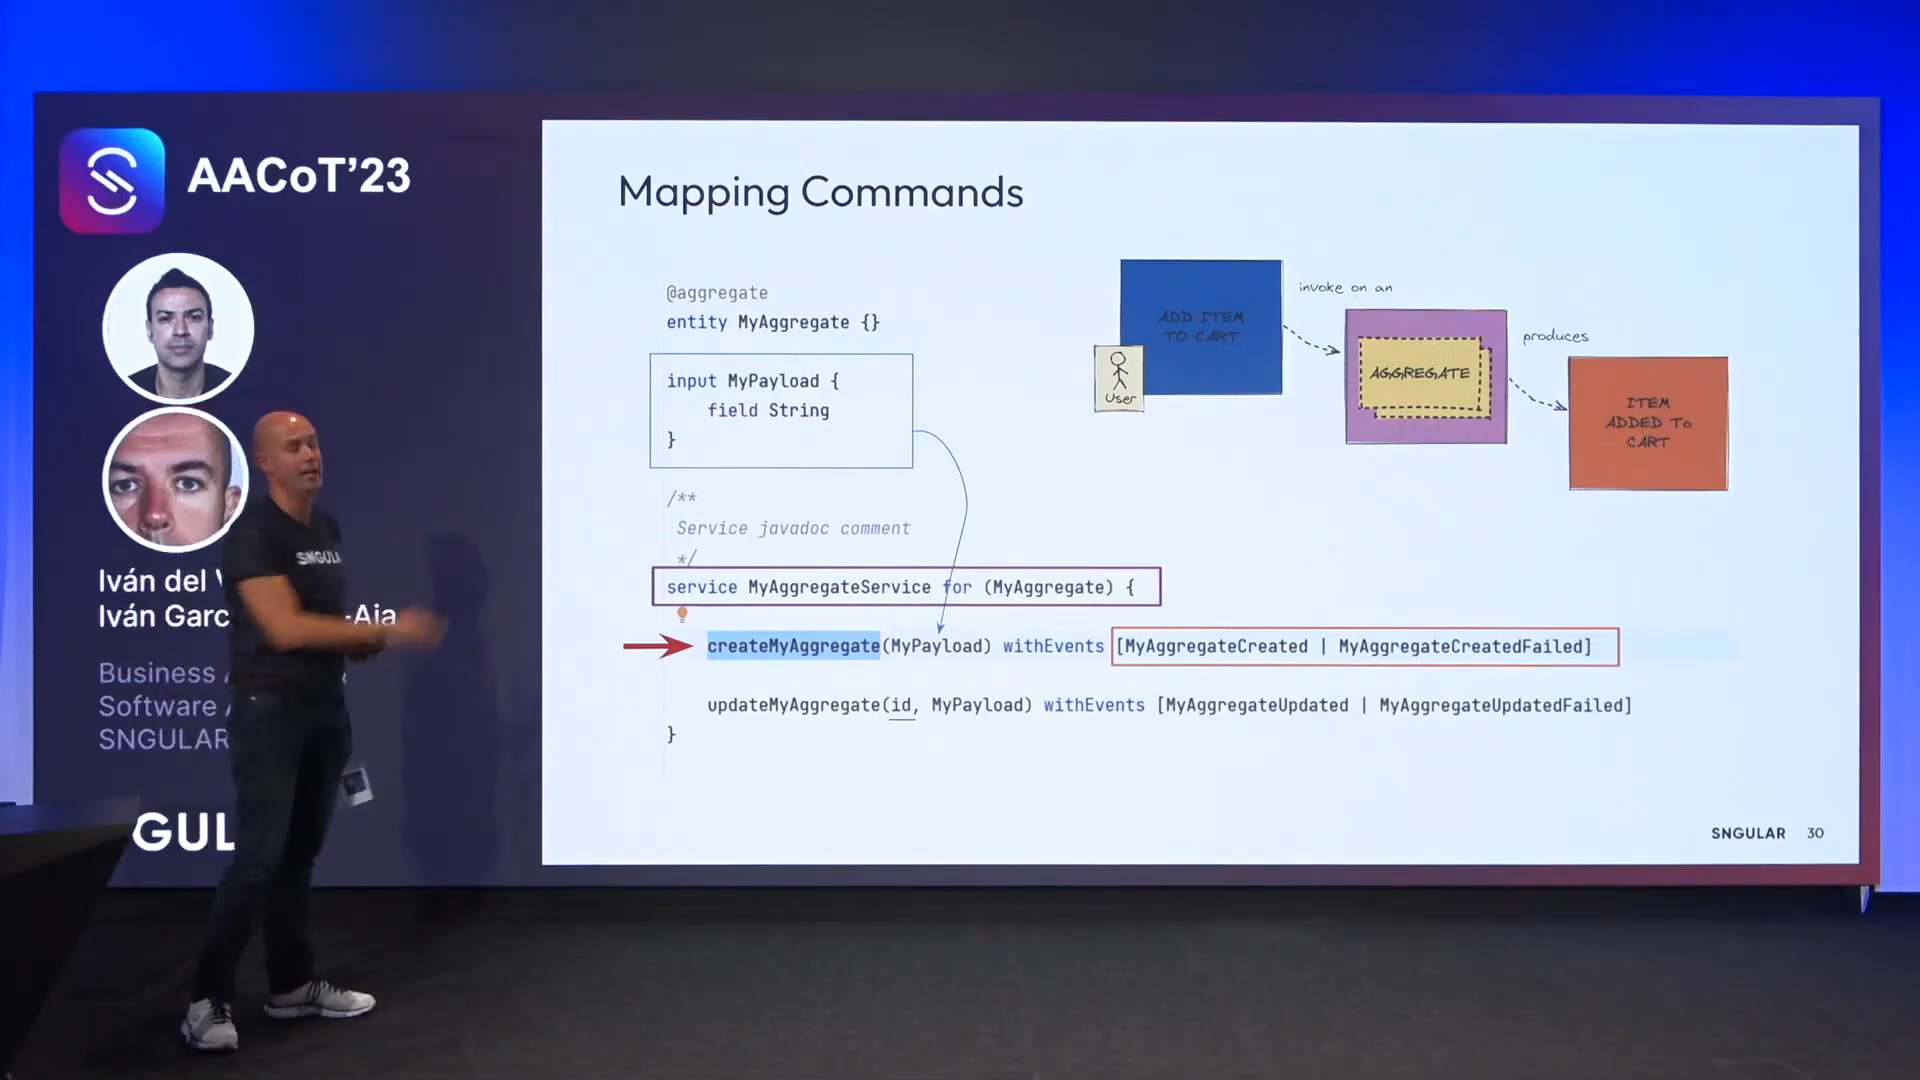 AACoT’23
Iván del
Iván Garc -Aja
Business
Software
SNGULAR
GUL
SNGUL
Mapping Commands
@aggregate
entity MyAggregate {}
input MyPayload {
field String
}
/**
Service javadoc comment
*/
service MyAggregateService for (MyAggregate) {
createMyAggregate(MyPayload) withEvents [MyAggregateCreated | MyAggregateCreatedFailed]
updateMyAggregate(id, MyPayload) withEvents [MyAggregateUpdated | MyAggregateUpdatedFailed]
}
ADD ITEM
TO CART
User
invoke on an
AGGREGATE
produces
ITEM
ADDED TO
CART
SNGULAR 30